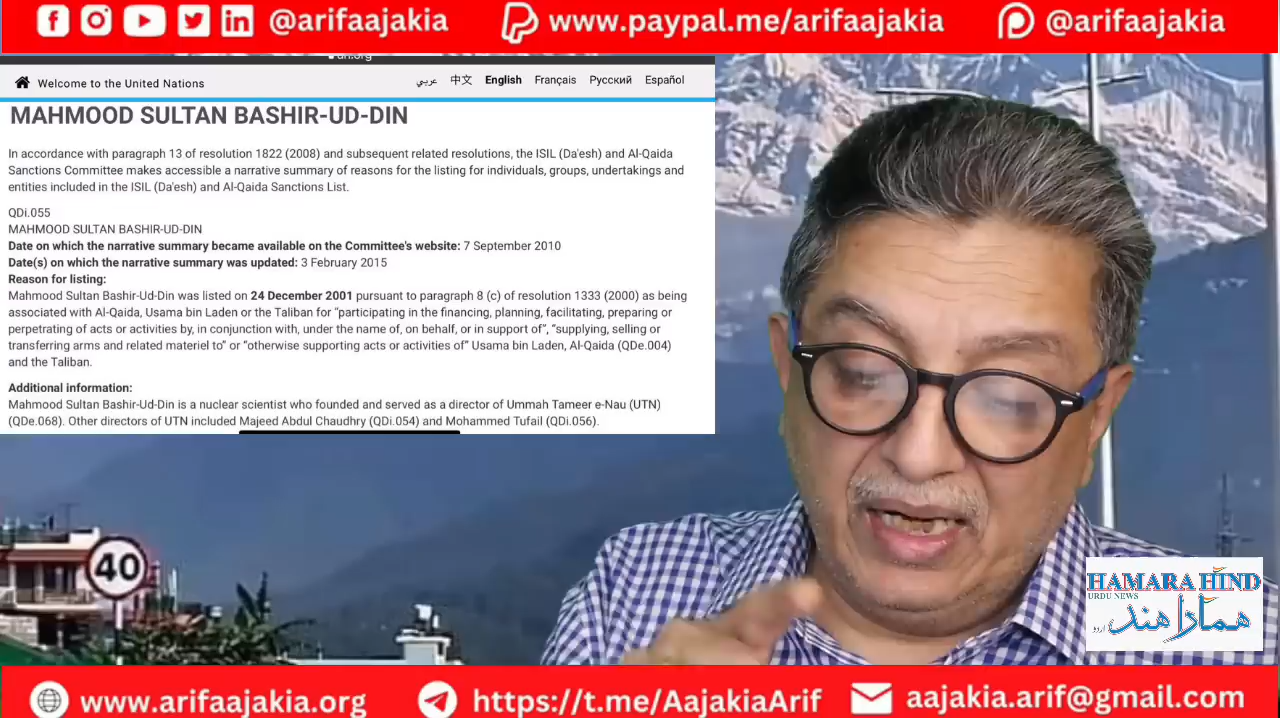 @arifaajakia www.paypal.me/arifaajakia @arifaajakia
un.org
Welcome to the United Nations عربي 中文 English Français Русский Español
MAHMOOD SULTAN BASHIR-UD-DIN
In accordance with paragraph 13 of resolution 1822 (2008) and subsequent related resolutions, the ISIL (Da'esh) and Al-Qaida
Sanctions Committee makes accessible a narrative summary of reasons for the listing for individuals, groups, undertakings and
entities included in the ISIL (Da'esh) and Al-Qaida Sanctions List.
QDi.055
MAHMOOD SULTAN BASHIR-UD-DIN
Date on which the narrative summary became available on the Committee's website: 7 September 2010
Date(s) on which the narrative summary was updated: 3 February 2015
Reason for listing:
Mahmood Sultan Bashir-Ud-Din was listed on 24 December 2001 pursuant to paragraph 8 (c) of resolution 1333 (2000) as being
associated with Al-Qaida, Usama bin Laden or the Taliban for “participating in the financing, planning, facilitating, preparing or
perpetrating of acts or activities by, in conjunction with, under the name of, on behalf, or in support of”, “supplying, selling or
transferring arms and related materiel to” or “otherwise supporting acts or activities of” Usama bin Laden, Al-Qaida (QDe.004)
and the Taliban.
Additional information:
Mahmood Sultan Bashir-Ud-Din is a nuclear scientist who founded and served as a director of Ummah Tameer e-Nau (UTN)
(QDe.068). Other directors of UTN included Majeed Abdul Chaudhry (QDi.054) and Mohammed Tufail (QDi.056).
40
HAMARA HIND
URDU NEWS
ہمارا ہند
اردو
www.arifaajakia.org https://t.me/AajakiaArif aajakia.arif@gmail.com